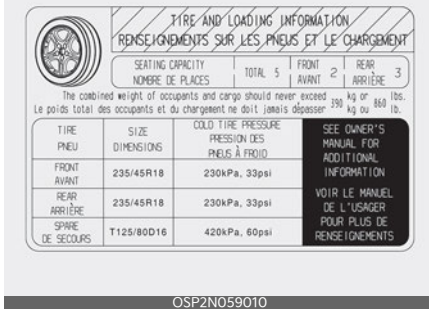 TIRE AND LOADING INFORMATION
RENSEIGNEMENTS SUR LES PNEUS ET LE CHARGEMENT
SEATING CAPACITY
NOMBRE DE PLACES
TOTAL 5
FRONT
AVANT 2
REAR
ARRIÈRE 3
The combined weight of occupants and cargo should never exceed 390 kg or 860 lbs.
Le poids total des occupants et du chargement ne doit jamais dépasser 390 kg ou 860 lb.
TIRE
PNEU
SIZE
DIMENSIONS
COLD TIRE PRESSURE
PRESSION DES
PNEUS À FROID
FRONT
AVANT
235/45R18
230kPa, 33psi
REAR
ARRIÈRE
235/45R18
230kPa, 33psi
SPARE
DE SECOURS
T125/80D16
420kPa, 60psi
SEE OWNER'S
MANUAL FOR
ADDITIONAL
INFORMATION
VOIR LE MANUEL
DE L'USAGER
POUR PLUS DE
RENSEIGNEMENTS
OSP2N059010